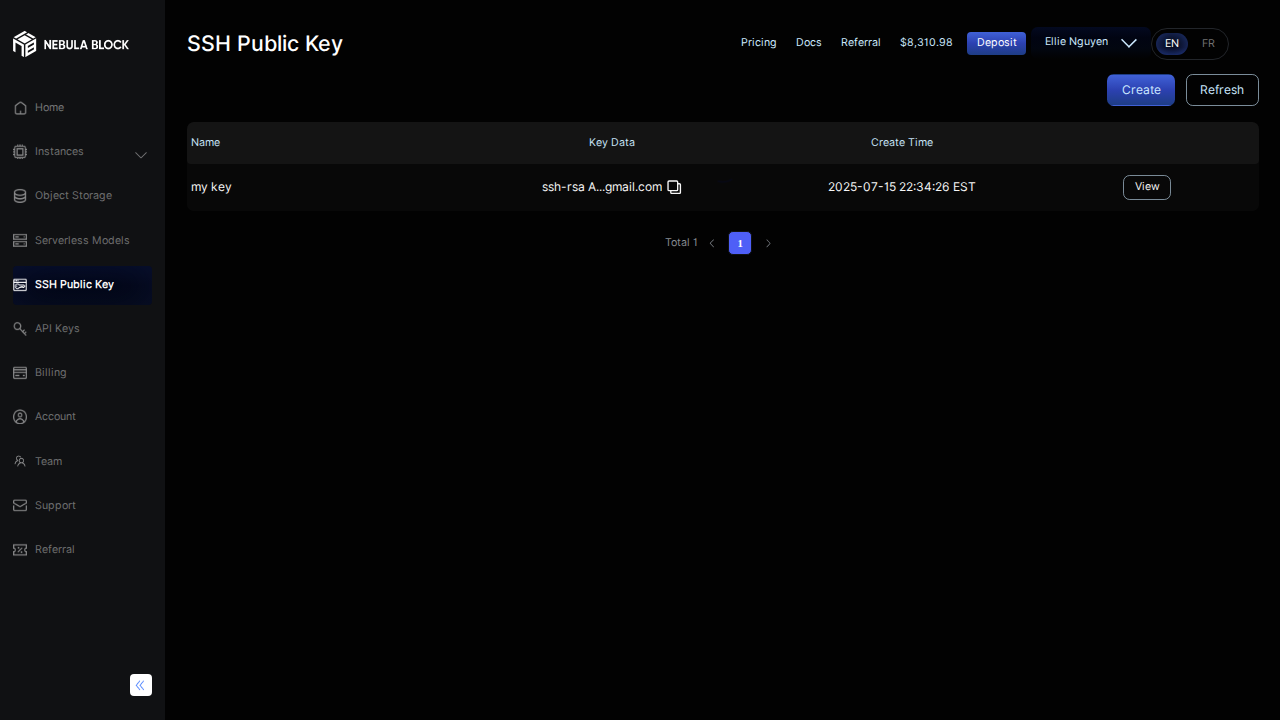 NEBULA BLOCK
Home
Instances
Object Storage
Serverless Models
SSH Public Key
API Keys
Billing
Account
Team
Support
Referral
SSH Public Key
Pricing Docs Referral $8,310.98 Deposit Ellie Nguyen EN FR
Create Refresh
Name Key Data Create Time
my key ssh-rsa A...gmail.com 2025-07-15 22:34:26 EST View
Total 1 1